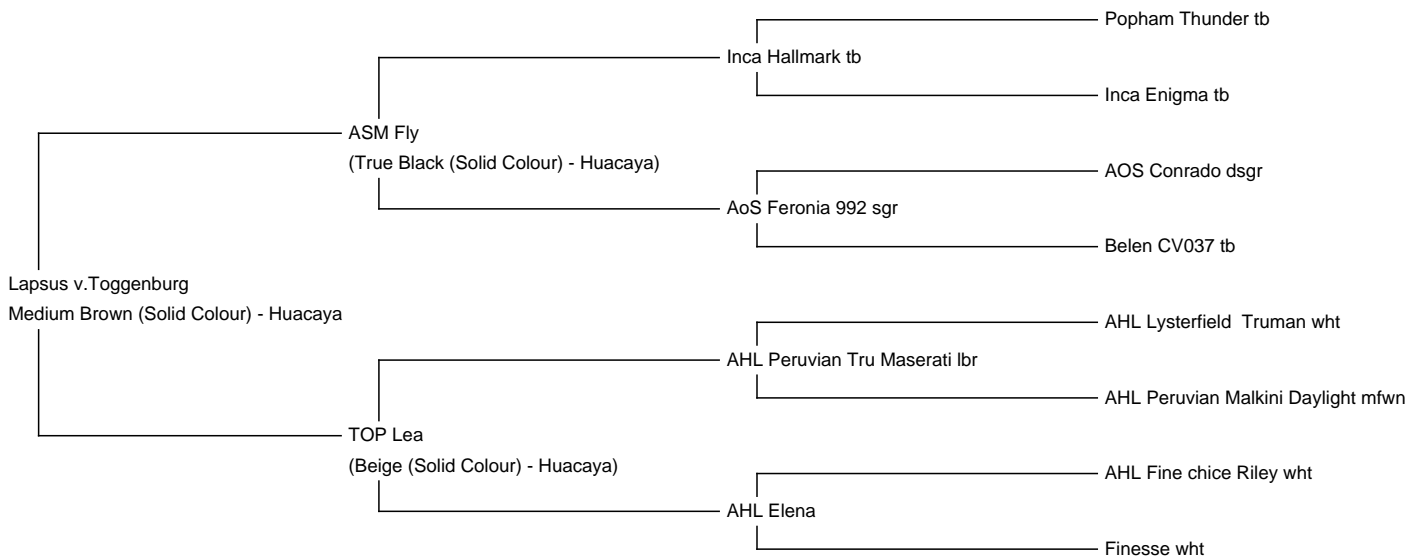 Popham Thunder tb
Inca Hallmark tb
Inca Enigma tb
ASM Fly
(True Black (Solid Colour) - Huacaya)
AOS Conrado dsgr
AoS Feronia 992 sgr
Belen CV037 tb
Lapsus v.Toggenburg
Medium Brown (Solid Colour) - Huacaya
AHL Lysterfield  Truman wht
AHL Peruvian Tru Maserati lbr
AHL Peruvian Malkini Daylight mfwn
TOP Lea
(Beige (Solid Colour) - Huacaya)
AHL Fine chice Riley wht
AHL Elena
Finesse wht